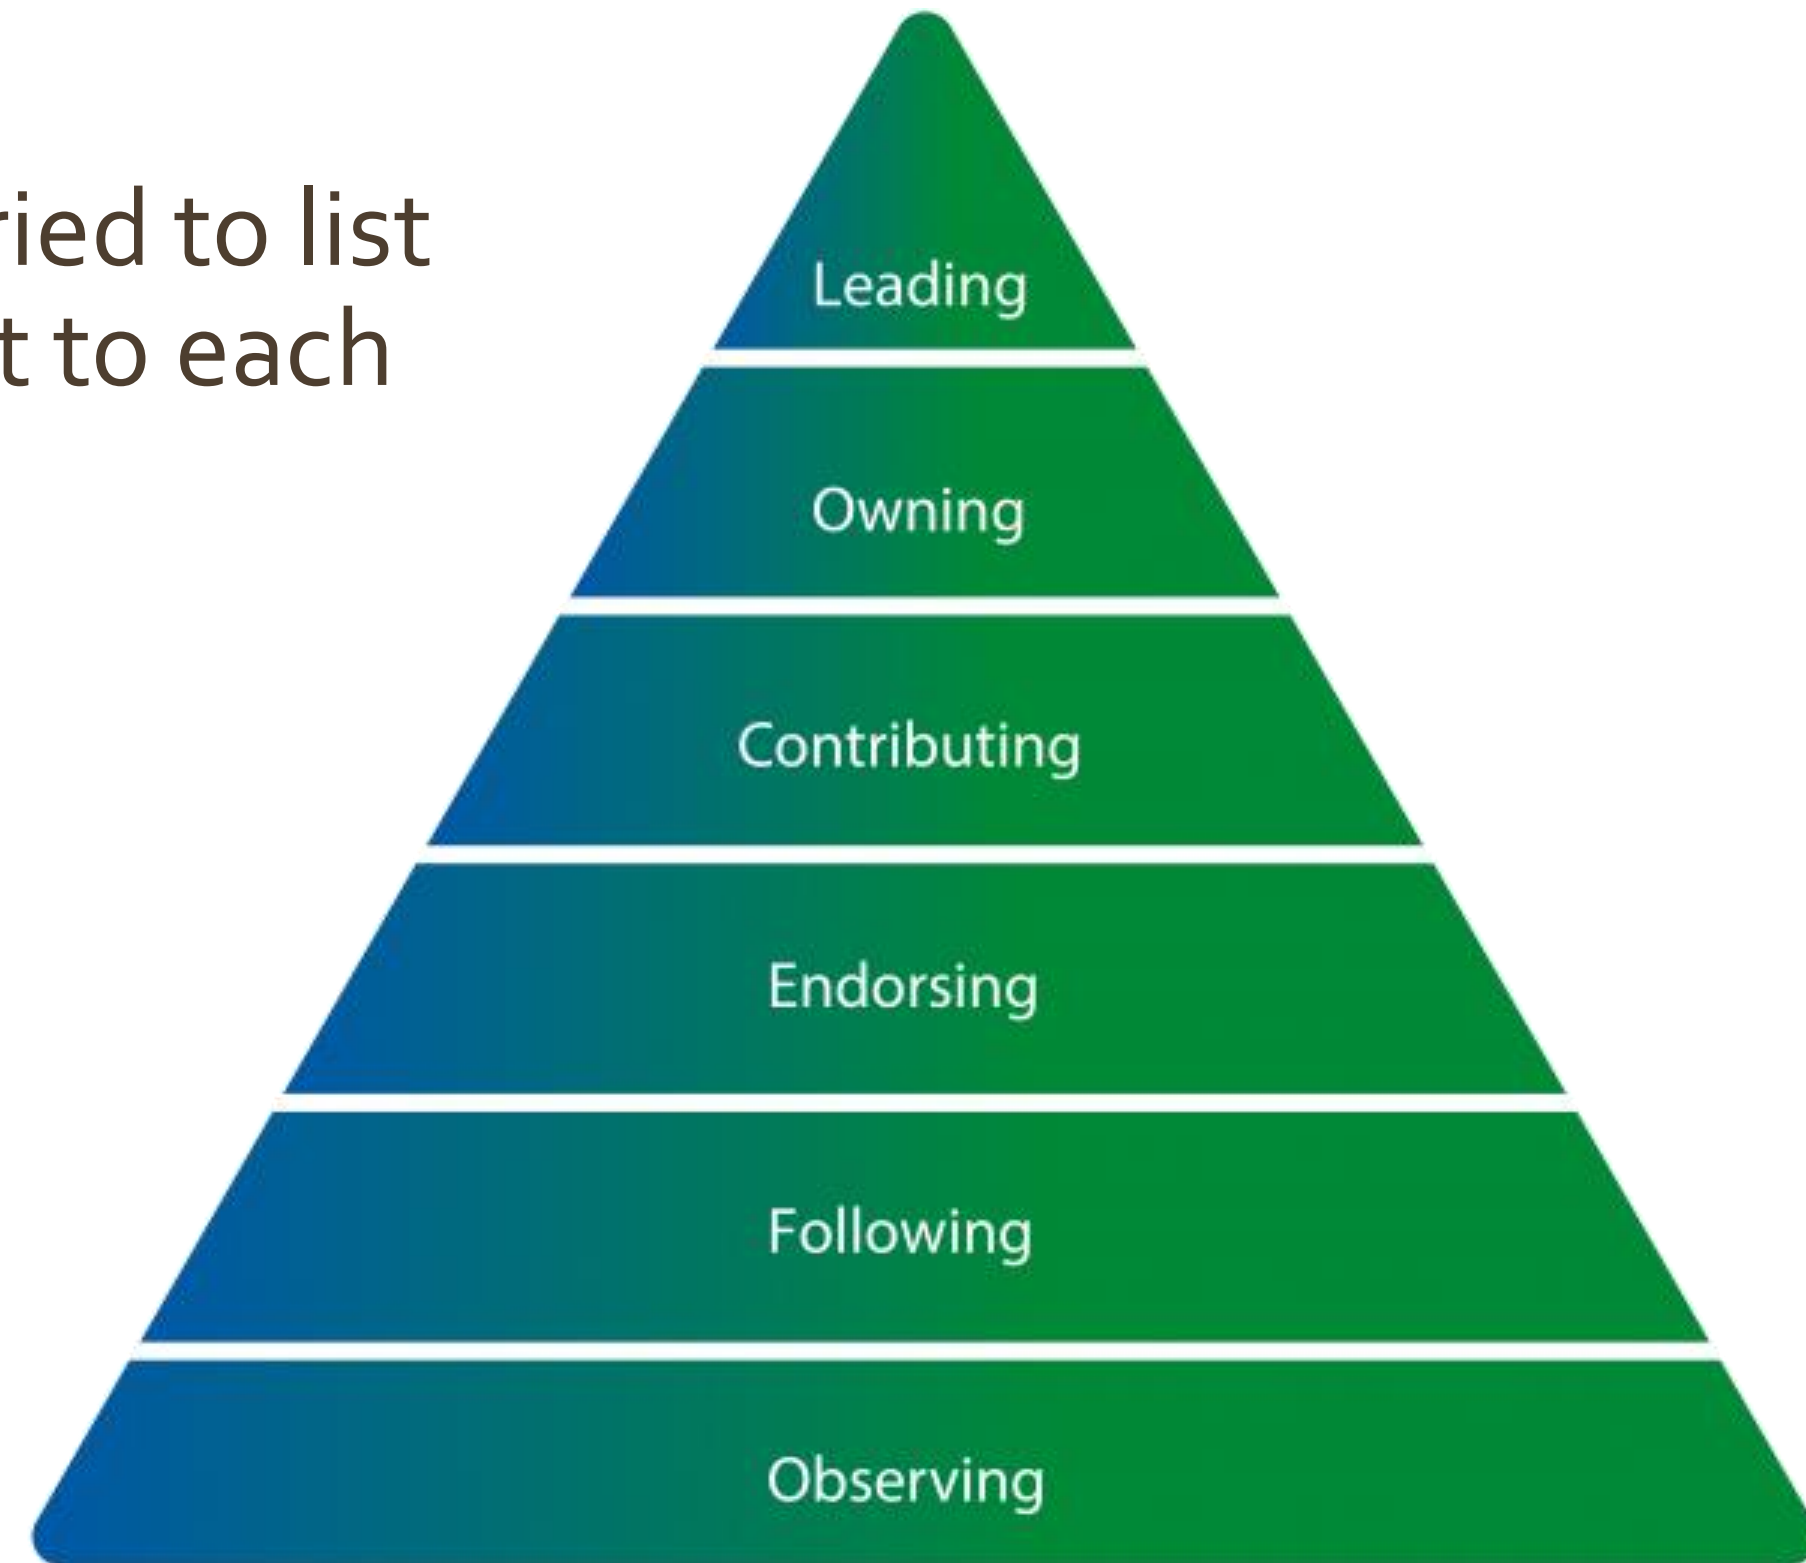 ried to list
t to each
Leading
Owning
Contributing
Endorsing
Following
Observing